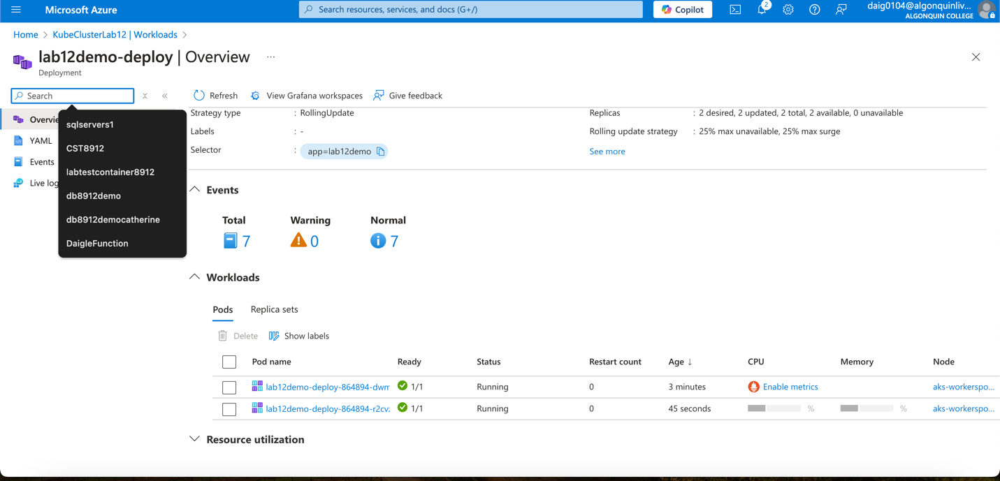 Microsoft Azure
Search resources, services, and docs (G+/)
Copilot
2
daig0104@algonquinliv...
ALGONQUIN COLLEGE
Home > KubeClusterLab12 | Workloads >
lab12demo-deploy | Overview ...
Deployment
Search
Refresh
View Grafana workspaces
Give feedback
Overvie
YAML
Events
Live log
sqlservers1
CST8912
labtestcontainer8912
db8912demo
db8912democatherine
DaigleFunction
Strategy type : RollingUpdate
Labels : -
Selector : app=lab12demo
Replicas : 2 desired, 2 updated, 2 total, 2 available, 0 unavailable
Rolling update strategy : 25% max unavailable, 25% max surge
See more
Events
Total Warning Normal
7 0 7
Workloads
Pods Replica sets
Delete Show labels
Pod name Ready Status Restart count Age ↓ CPU Memory Node
lab12demo-deploy-864894-dwm 1/1 Running 0 3 minutes Enable metrics aks-workerspo...
lab12demo-deploy-864894-r2cv 1/1 Running 0 45 seconds % % aks-workerspo...
Resource utilization